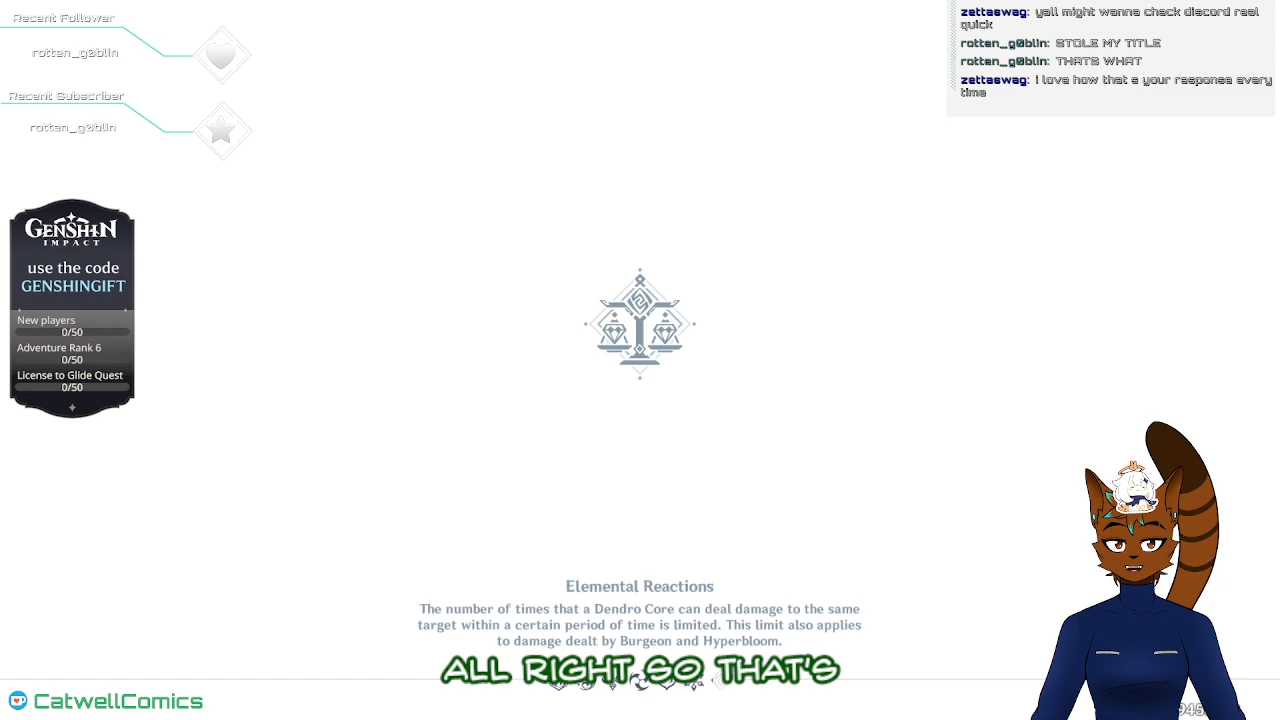 Recent Follower
rotten_g0blin
Recent Subscriber
rotten_g0blin
GENSHIN
IMPACT
use the code
GENSHINGIFT
New players
0/50
Adventure Rank 6
0/50
License to Glide Quest
0/50
zettaswag: yall might wanna check discord real
quick
rotten_g0blin: STOLE MY TITLE
rotten_g0blin: THATS WHAT
zettaswag: i love how that s your response every
time
Elemental Reactions
The number of times that a Dendro Core can deal damage to the same
target within a certain period of time is limited. This limit also applies
to damage dealt by Burgeon and Hyperbloom.
ALL RIGHT SO THAT'S
CatwellComics